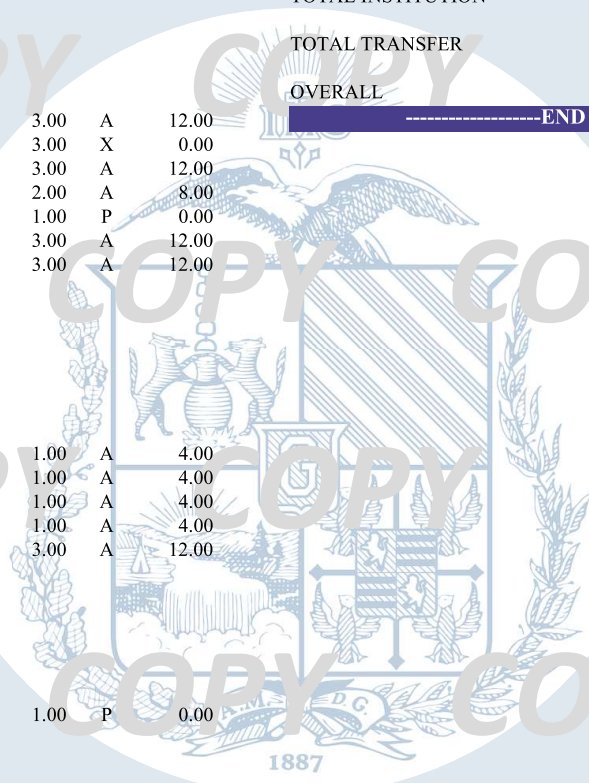 TOTAL TRANSFER
OVERALL
-------------------END
3.00 A 12.00
3.00 X 0.00
3.00 A 12.00
2.00 A 8.00
1.00 P 0.00
3.00 A 12.00
3.00 A 12.00
1.00 A 4.00
1.00 A 4.00
1.00 A 4.00
1.00 A 4.00
3.00 A 12.00
1.00 P 0.00
COPY
COPY
COPY
COPY
G
1887